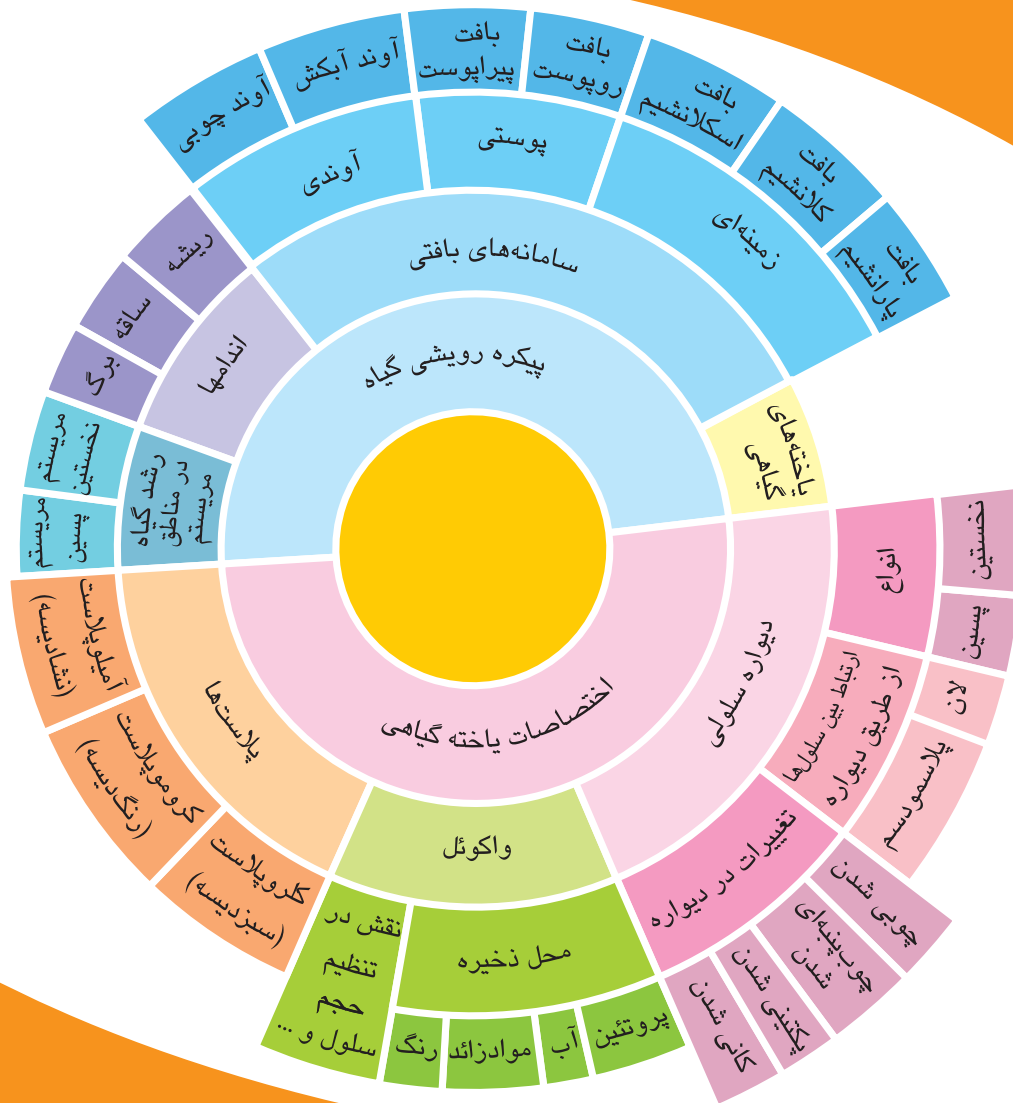 آوند چوبی
آوند آبکش
بافت
پیراپوست
بافت
روپوست
بافت
اسکلانشیم
بافت
کلانشیم
بافت
پارانشیم
آوندی
پوستی
زمینه‌ای
سامانه‌های بافتی
پیکره رویشی گیاه
ریشه
ساقه
برگ
اندامها
مریستم
نخستین
مریستم
پسین
مریستم
در مناطق
رشد گیاه
یاخته‌های
گیاهی
اختصاصات یاخته گیاهی
دیواره سلولی
انواع
نخستین
پسین
ارتباط بین سلول‌ها
از طریق دیواره
لان
پلاسمودسم
تغییرات در دیواره
چوبی شدن
چوب‌پنبه‌ای
شدن
پکتینی شدن
کانی شدن
واکوئل
محل ذخیره
پروتئین
آب
موادزائد
رنگ
نقش در
تنظیم
حجم
سلول و ...
پلاست‌ها
آمیلوپلاست
(نشادیسه)
کروموپلاست
(رنگ‌دیسه)
کلروپلاست
(سبزدیسه)